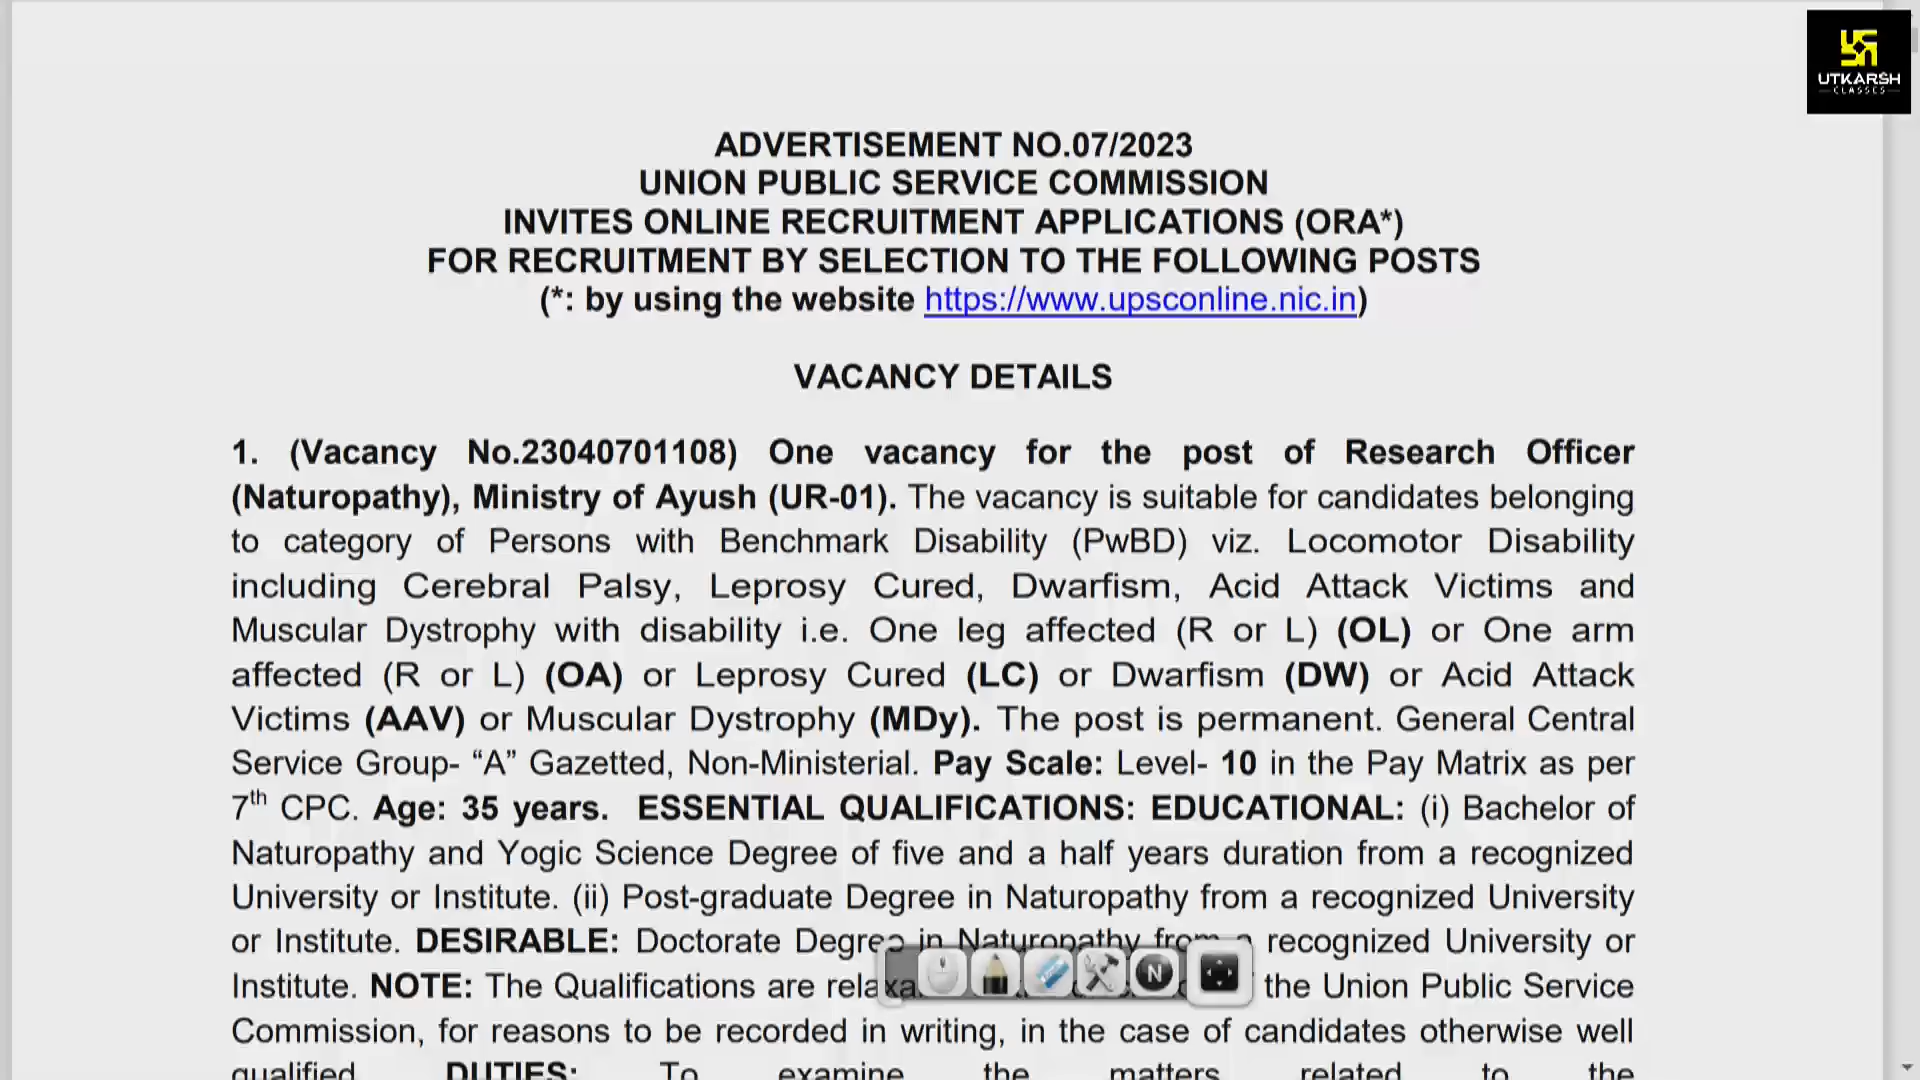 UTKARSH
CLASSES
ADVERTISEMENT NO.07/2023
UNION PUBLIC SERVICE COMMISSION
INVITES ONLINE RECRUITMENT APPLICATIONS (ORA*)
FOR RECRUITMENT BY SELECTION TO THE FOLLOWING POSTS
(*: by using the website https://www.upsconline.nic.in)
VACANCY DETAILS
1. (Vacancy No.23040701108) One vacancy for the post of Research Officer
(Naturopathy), Ministry of Ayush (UR-01). The vacancy is suitable for candidates belonging
to category of Persons with Benchmark Disability (PwBD) viz. Locomotor Disability
including Cerebral Palsy, Leprosy Cured, Dwarfism, Acid Attack Victims and
Muscular Dystrophy with disability i.e. One leg affected (R or L) (OL) or One arm
affected (R or L) (OA) or Leprosy Cured (LC) or Dwarfism (DW) or Acid Attack
Victims (AAV) or Muscular Dystrophy (MDy). The post is permanent. General Central
Service Group- “A” Gazetted, Non-Ministerial. Pay Scale: Level- 10 in the Pay Matrix as per
7th CPC. Age: 35 years. ESSENTIAL QUALIFICATIONS: EDUCATIONAL: (i) Bachelor of
Naturopathy and Yogic Science Degree of five and a half years duration from a recognized
University or Institute. (ii) Post-graduate Degree in Naturopathy from a recognized University
or Institute. DESIRABLE: Doctorate Degree in Naturopathy from a recognized University or
Institute. NOTE: The Qualifications are the Union Public Service
Commission, for reasons to be recorded in writing, in the case of candidates otherwise well
qualified. DUTIES: To examine the matters related to the
N